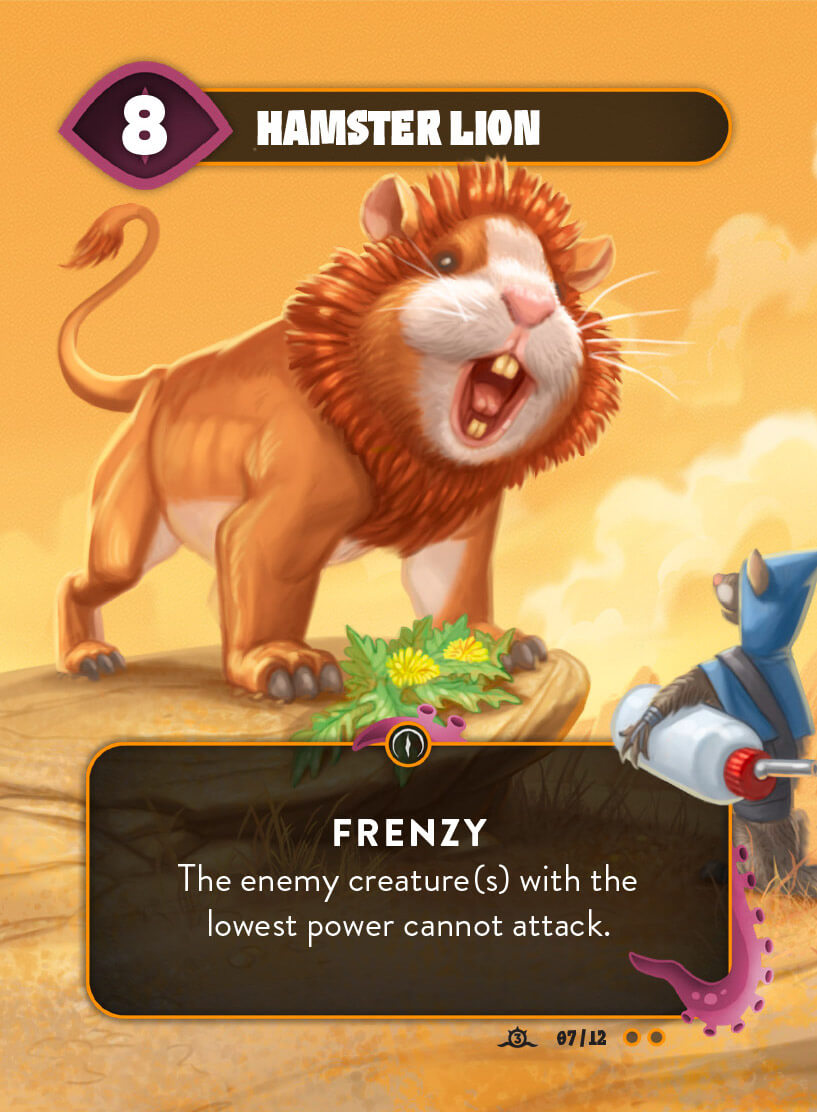 8
HAMSTER LION
FRENZY
The enemy creature(s) with the
lowest power cannot attack.
3
07/12